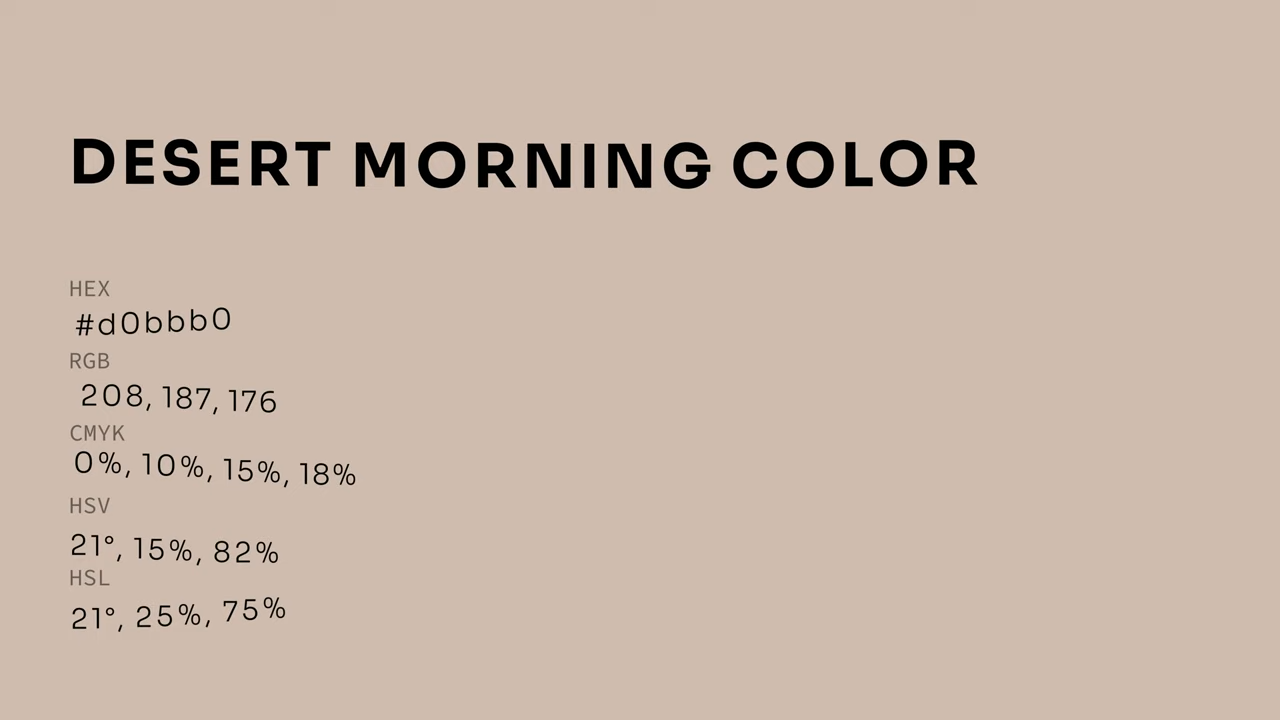 DESERT MORNING COLOR
HEX
#d0bbb0
RGB
208, 187, 176
CMYK
0%, 10%, 15%, 18%
HSV
21°, 15%, 82%
HSL
21°, 25%, 75%